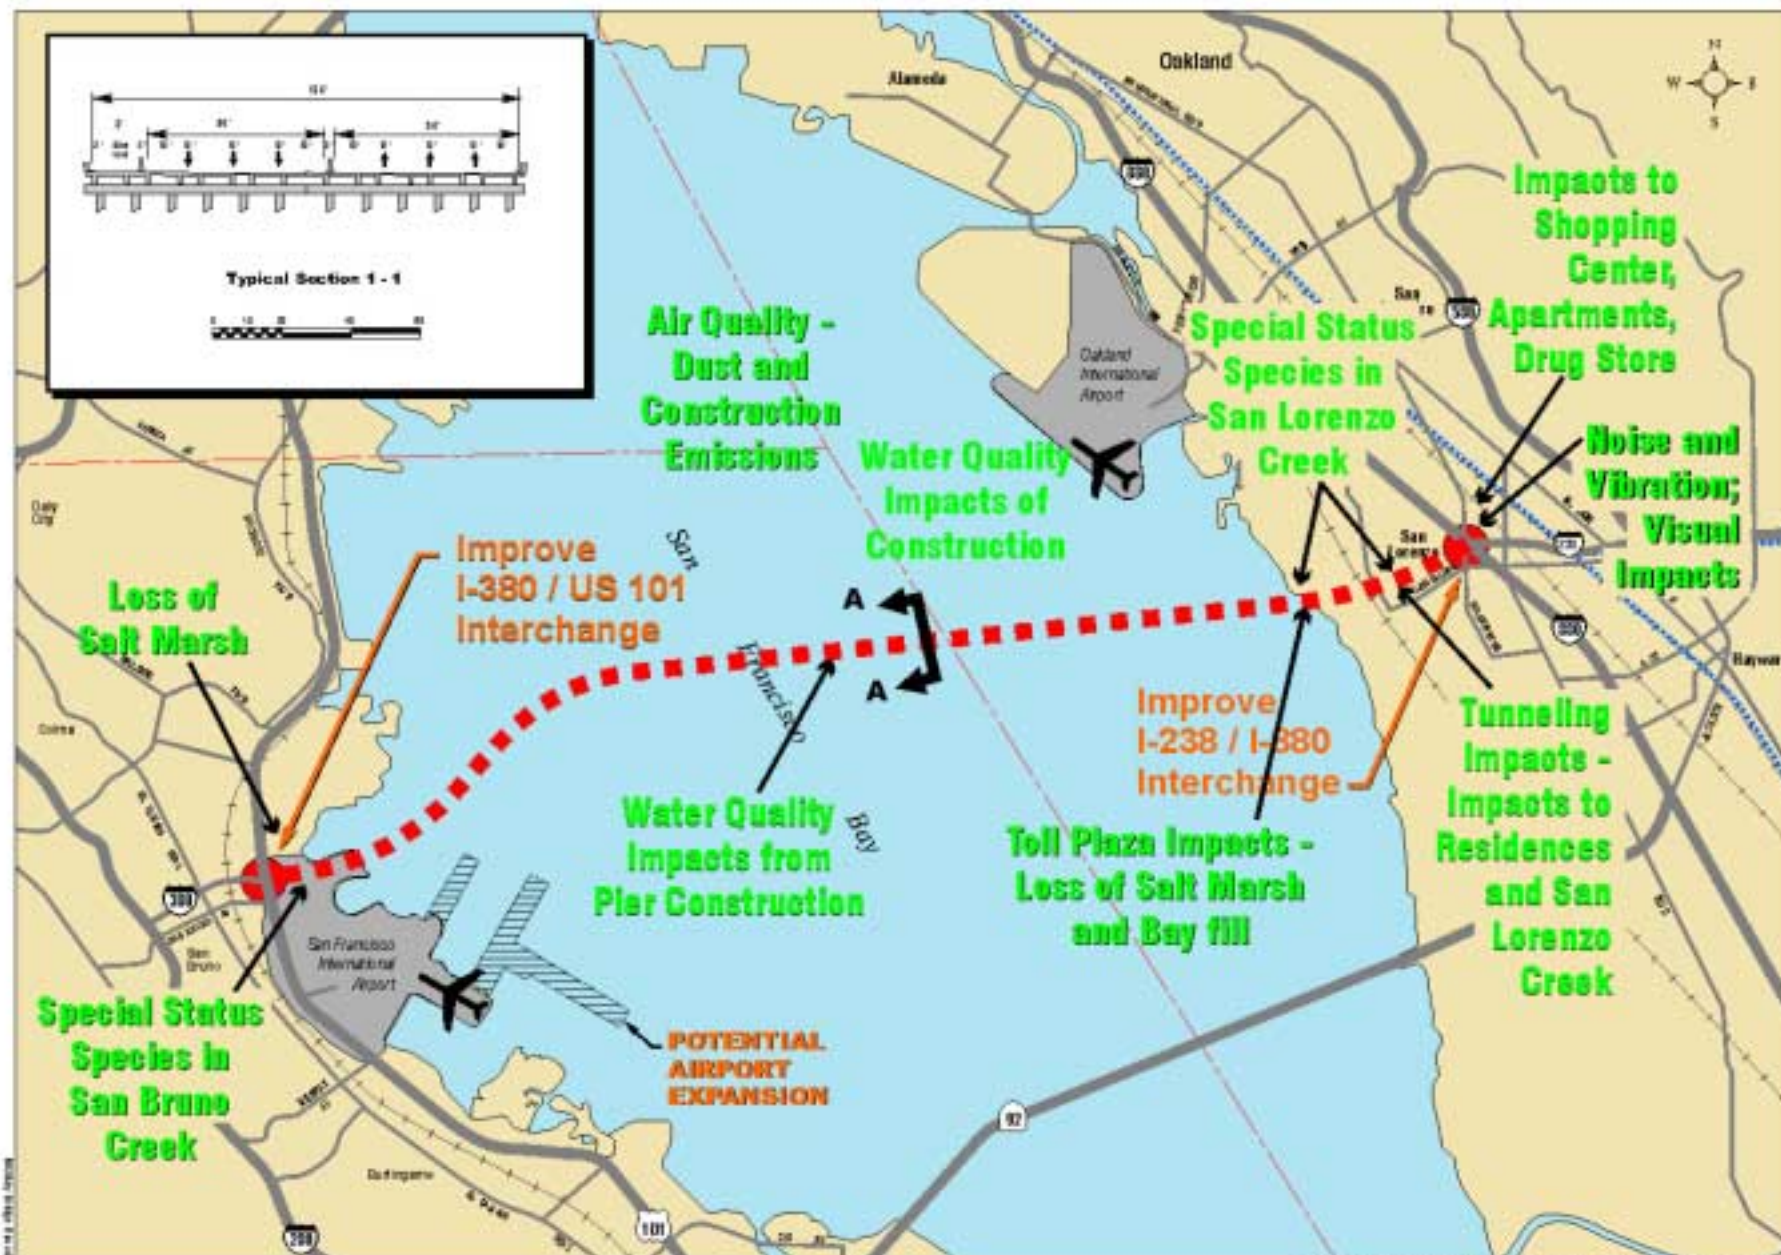 Typical Section 1 - 1
Alameda
Oakland
N
W
E
S
880
580
Impacts to
Shopping
Center,
Apartments,
Drug Store
Air Quality -
Dust and
Construction
Emissions
Oakland
International
Airport
Special Status
Species in
San Lorenzo
Creek
San
Water Quality
Impacts of
Construction
Noise and
Vibration;
Visual
Impacts
Daly
City
San
Lorenzo
Improve
I-380 / US 101
Interchange
San
Francisco
Bay
A
A
Loss of
Salt Marsh
Colma
880
Haywar
Improve
I-238 / I-880
Interchange
Tunneling
Impacts -
Impacts to
Residences
and San
Lorenzo
Creek
Water Quality
Impacts from
Pier Construction
Toll Plaza Impacts -
Loss of Salt Marsh
and Bay fill
380
San
Bruno
San Francisco
International
Airport
Special Status
Species in
San Bruno
Creek
POTENTIAL
AIRPORT
EXPANSION
92
Burlingame
101
280